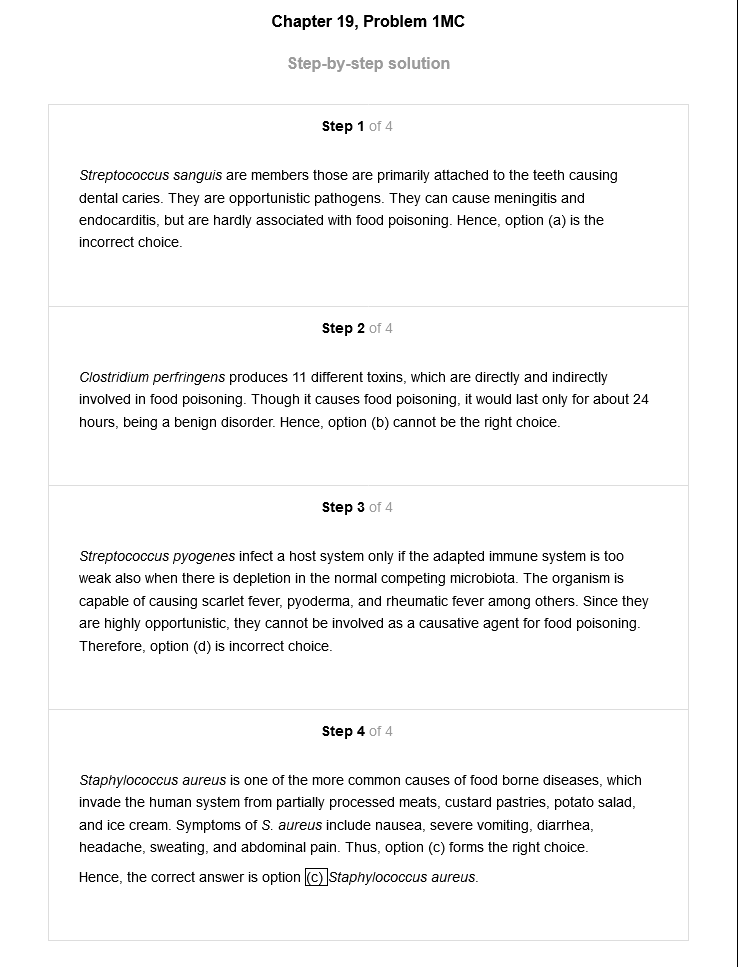 Chapter 19, Problem 1MC
Step-by-step solution
Step 1 of 4
Streptococcus sanguis are members those are primarily attached to the teeth causing
dental caries. They are opportunistic pathogens. They can cause meningitis and
endocarditis, but are hardly associated with food poisoning. Hence, option (a) is the
incorrect choice.
Step 2 of 4
Clostridium perfringens produces 11 different toxins, which are directly and indirectly
involved in food poisoning. Though it causes food poisoning, it would last only for about 24
hours, being a benign disorder. Hence, option (b) cannot be the right choice.
Step 3 of 4
Streptococcus pyogenes infect a host system only if the adapted immune system is too
weak also when there is depletion in the normal competing microbiota. The organism is
capable of causing scarlet fever, pyoderma, and rheumatic fever among others. Since they
are highly opportunistic, they cannot be involved as a causative agent for food poisoning.
Therefore, option (d) is incorrect choice.
Step 4 of 4
Staphylococcus aureus is one of the more common causes of food borne diseases, which
invade the human system from partially processed meats, custard pastries, potato salad,
and ice cream. Symptoms of S. aureus include nausea, severe vomiting, diarrhea,
headache, sweating, and abdominal pain. Thus, option (c) forms the right choice.
Hence, the correct answer is option (c) Staphylococcus aureus.